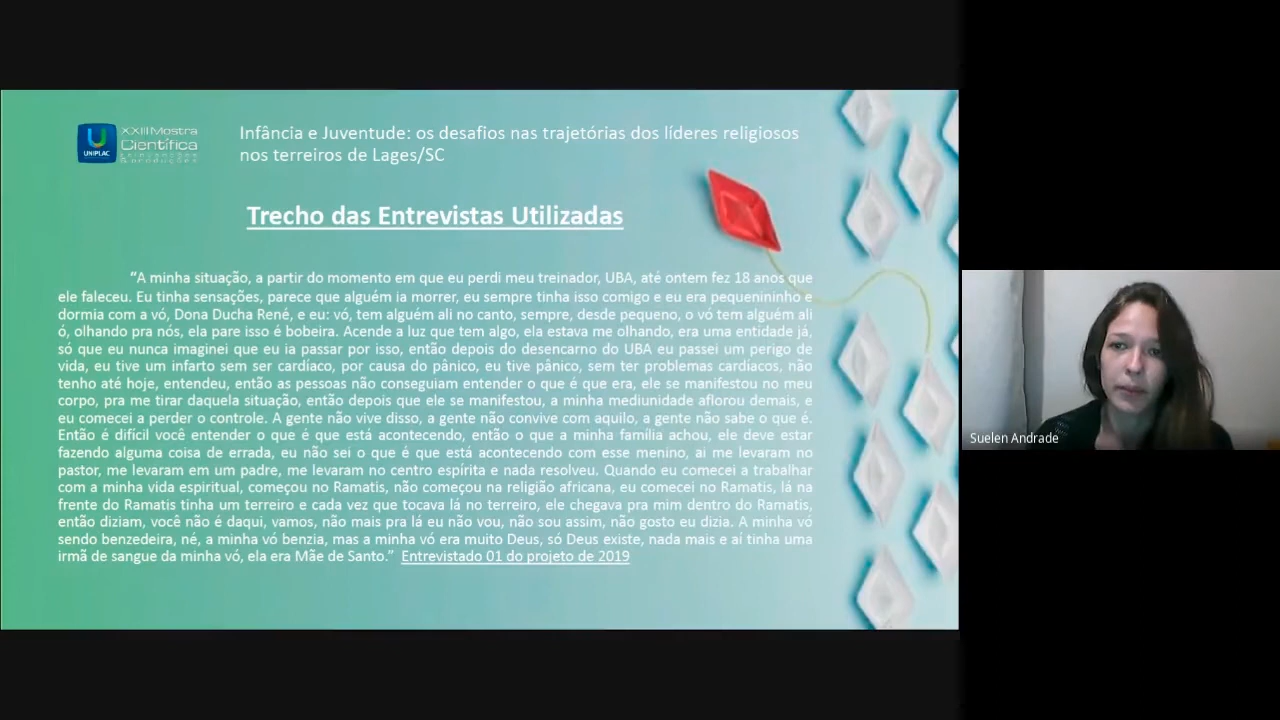 XXIII Mostra
Científica
UNIPLAC
Infância e Juventude: os desafios nas trajetórias dos líderes religiosos
nos terreiros de Lages/SC
Trecho das Entrevistas Utilizadas
“A minha situação, a partir do momento em que eu perdi meu treinador, UBA, até ontem fez 18 anos que
ele faleceu. Eu tinha sensações, parece que alguém ia morrer, eu sempre tinha isso comigo e eu era pequenininho e
dormia com a vó, Dona Ducha René, e eu: vó, tem alguém ali no canto, sempre, desde pequeno, o vó tem alguém ali
ó, olhando pra nós, ela pare isso é bobeira. Acende a luz que tem algo, ela estava me olhando, era uma entidade já,
só que eu nunca imaginei que eu ia passar por isso, então depois do desencarno do UBA eu passei um perigo de
vida, eu tive um infarto sem ser cardíaco, por causa do pânico, eu tive pânico, sem ter problemas cardíacos, não
tenho até hoje, entendeu, então as pessoas não conseguiam entender o que é que era, ele se manifestou no meu
corpo, pra me tirar daquela situação, então depois que ele se manifestou, a minha mediunidade aflorou demais, e
eu comecei a perder o controle. A gente não vive disso, a gente não convive com aquilo, a gente não sabe o que é.
Então é difícil você entender o que é que está acontecendo, então o que a minha família achou, ele deve estar
fazendo alguma coisa de errada, eu não sei o que é que está acontecendo com esse menino, ai me levaram no
pastor, me levaram em um padre, me levaram no centro espírita e nada resolveu. Quando eu comecei a trabalhar
com a minha vida espiritual, começou no Ramatis, não começou na religião africana, eu comecei no Ramatis, lá na
frente do Ramatis tinha um terreiro e cada vez que tocava lá no terreiro, ele chegava pra mim dentro do Ramatis,
então diziam, você não é daqui, vamos, não mais pra lá eu não vou, não sou assim, não gosto eu dizia. A minha vó
sendo benzedeira, né, a minha vó benzia, mas a minha vó era muito Deus, só Deus existe, nada mais e aí tinha uma
irmã de sangue da minha vó, ela era Mãe de Santo.” Entrevistado 01 do projeto de 2019
Suelen Andrade